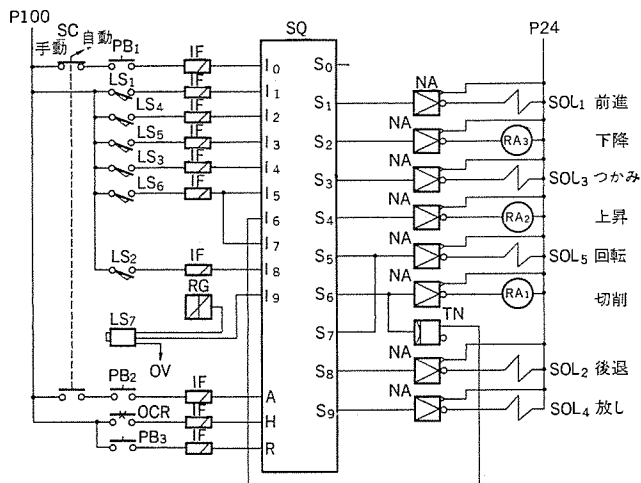 P100
SC
自動
手動
PB₁
IF
SQ
P24
I₀
S₀
LS₁
IF
I₁
S₁
NA
SOL₁ 前進
LS₄
IF
I₂
S₂
NA
RA₃
下降
LS₅
IF
I₃
S₃
NA
SOL₃ つかみ
LS₃
IF
I₄
S₄
NA
RA₂
上昇
LS₆
IF
I₅
S₅
NA
SOL₅ 回転
I₆
S₆
NA
RA₁
切削
I₇
S₇
TN
LS₂
IF
I₈
S₈
NA
SOL₂ 後退
RG
I₉
S₉
NA
SOL₄ 放し
LS₇
0V
PB₂
IF
A
OCR
IF
H
PB₃
IF
R